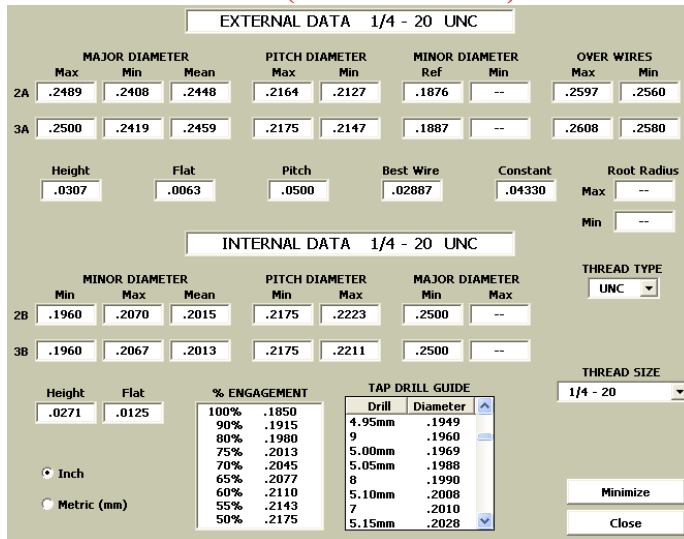 EXTERNAL DATA 1/4 - 20 UNC
MAJOR DIAMETER PITCH DIAMETER MINOR DIAMETER OVER WIRES
Max Min Mean Max Min Ref Min Max Min
2A .2489 .2408 .2448 .2164 .2127 .1876 -- .2597 .2560
3A .2500 .2419 .2459 .2175 .2147 .1887 -- .2608 .2580
Height Flat Pitch Best Wire Constant Root Radius
.0307 .0063 .0500 .02887 .04330 Max --
Min --
INTERNAL DATA 1/4 - 20 UNC
MINOR DIAMETER PITCH DIAMETER MAJOR DIAMETER THREAD TYPE
Min Max Mean Min Max Min Max UNC
2B .1960 .2070 .2015 .2175 .2223 .2500 --
3B .1960 .2067 .2013 .2175 .2211 .2500 --
THREAD SIZE
1/4 - 20
Height Flat
.0271 .0125
% ENGAGEMENT
100% .1850
90% .1915
80% .1980
75% .2013
70% .2045
65% .2077
60% .2110
55% .2143
50% .2175
TAP DRILL GUIDE
Drill Diameter
4.95mm .1949
9 .1960
5.00mm .1969
5.05mm .1988
8 .1990
5.10mm .2008
7 .2010
5.15mm .2028
Inch
Metric (mm)
Minimize
Close